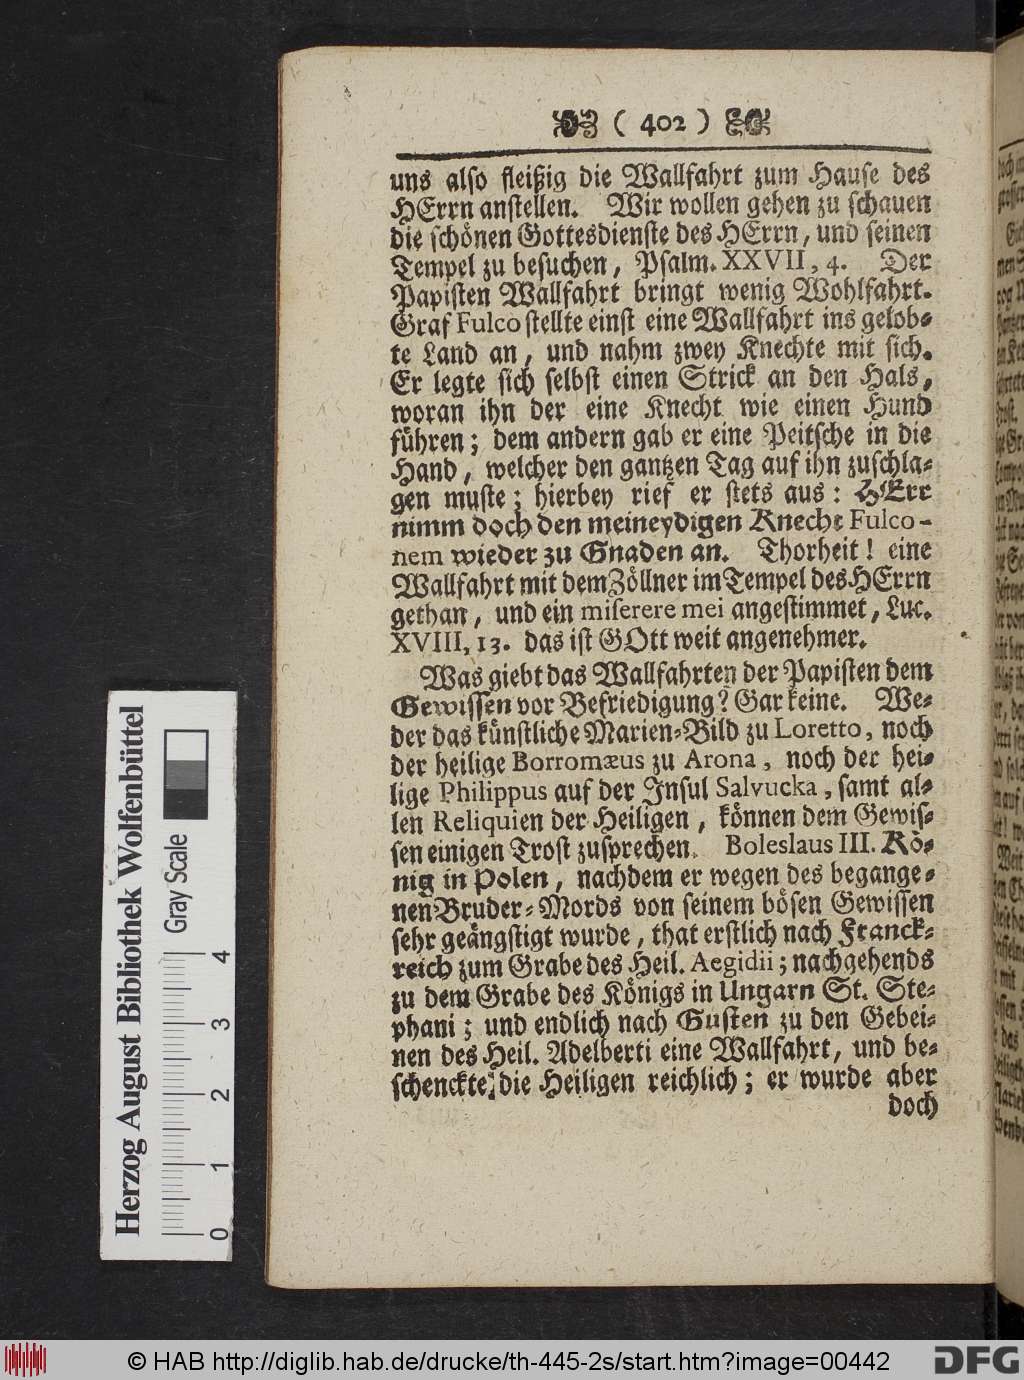 ( 402 )
uns also fleißig die Wallfahrt zum Hause des
HErrn anstellen. Wir wollen gehen zu schauen
die schönen Gottesdienste des HErrn, und seinen
Tempel zu besuchen, Psalm. XXVII, 4. Der
Papisten Wallfahrt bringt wenig Wohlfahrt.
Graf Fulco stellte einst eine Wallfahrt ins gelob-
te Land an, und nahm zwey Knechte mit sich.
Er legte sich selbst einen Strick an den Hals,
woran ihn der eine Knecht wie einen Hund
führen; dem andern gab er eine Peitsche in die
Hand, welcher den gantzen Tag auf ihn zuschla-
gen muste; hierbey rief er stets aus: HErr
nimm doch den meineydigen Knecht Fulco-
nem wieder zu Gnaden an. Thorheit! eine
Wallfahrt mit dem Zöllner im Tempel des HErrn
gethan, und ein miserere mei angestimmet, Luc.
XVIII, 13. das ist GOtt weit angenehmer.
Was giebt das Wallfahrten der Papisten dem
Gewissen vor Befriedigung? Gar keine. We-
der das künstliche Marien-Bild zu Loretto, noch
der heilige Borromæus zu Arona, noch der hei-
lige Philippus auf der Insul Salvucka, samt al-
len Reliquien der Heiligen, können dem Gewis-
sen einigen Trost zusprechen. Boleslaus III. Kö-
nig in Polen, nachdem er wegen des begange-
nen Bruder-Mords von seinem bösen Gewissen
sehr geängstigt wurde, that erstlich nach Franck-
reich zum Grabe des Heil. Aegidii; nachgehends
zu dem Grabe des Königs in Ungarn St. Ste-
phani; und endlich nach Gusten zu den Gebei-
nen des Heil. Adelberti eine Wallfahrt, und be-
schenckte die Heiligen reichlich; er wurde aber
doch
Herzog August Bibliothek Wolfenbüttel
Gray Scale
0 1 2 3 4
© HAB http://diglib.hab.de/drucke/th-445-2s/start.htm?image=00442
DFG